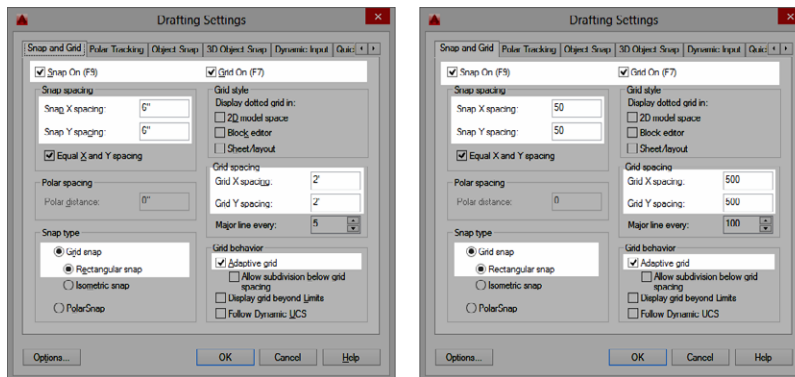 Drafting Settings
Snap and Grid Polar Tracking Object Snap 3D Object Snap Dynamic Input Quic
Snap On (F9) Grid On (F7)
Snap spacing
Snap X spacing: 6"
Snap Y spacing: 6"
Equal X and Y spacing
Polar spacing
Polar distance: 0"
Snap type
Grid snap
Rectangular snap
Isometric snap
PolarSnap
Grid style
Display dotted grid in:
2D model space
Block editor
Sheet/layout
Grid spacing
Grid X spacing: 2'
Grid Y spacing: 2'
Major line every: 5
Grid behavior
Adaptive grid
Allow subdivision below grid
spacing
Display grid beyond Limits
Follow Dynamic UCS
Options... OK Cancel Help
Drafting Settings
Snap and Grid Polar Tracking Object Snap 3D Object Snap Dynamic Input Quic
Snap On (F9) Grid On (F7)
Snap spacing
Snap X spacing: 50
Snap Y spacing: 50
Equal X and Y spacing
Polar spacing
Polar distance: 0
Snap type
Grid snap
Rectangular snap
Isometric snap
PolarSnap
Grid style
Display dotted grid in:
2D model space
Block editor
Sheet/layout
Grid spacing
Grid X spacing: 500
Grid Y spacing: 500
Major line every: 100
Grid behavior
Adaptive grid
Allow subdivision below grid
spacing
Display grid beyond Limits
Follow Dynamic UCS
Options... OK Cancel Help